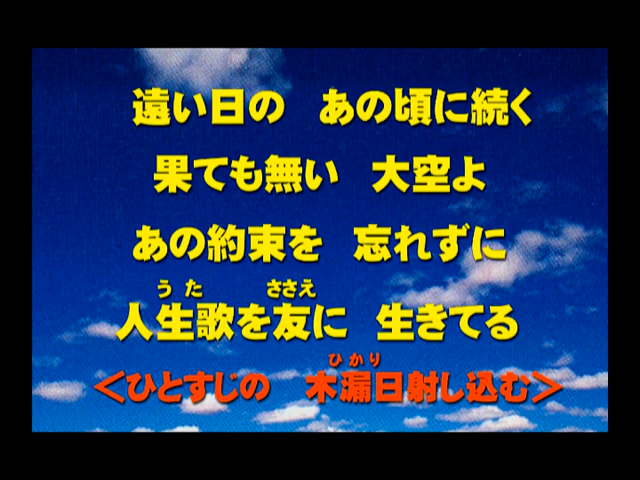 遠い日の　あの頃に続く
果ても無い　大空よ
あの約束を　忘れずに
うた　ささえ
人生歌を友に　生きてる
ひかり
＜ひとすじの　木漏日射し込む＞